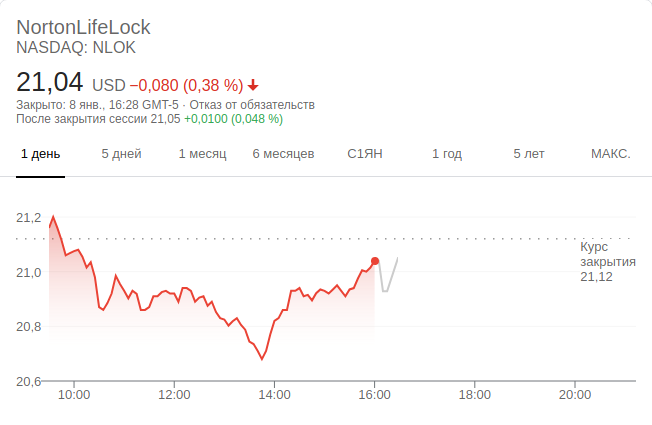 NortonLifeLock
NASDAQ: NLOK
21,04 USD −0,080 (0,38 %)
Закрыто: 8 янв., 16:28 GMT-5 · Отказ от обязательств
После закрытия сессии 21,05 +0,0100 (0,048 %)
1 день 5 дней 1 месяц 6 месяцев С1ЯН 1 год 5 лет МАКС.
21,2
Курс
закрытия
21,12
21,0
20,8
20,6
10:00 12:00 14:00 16:00 18:00 20:00